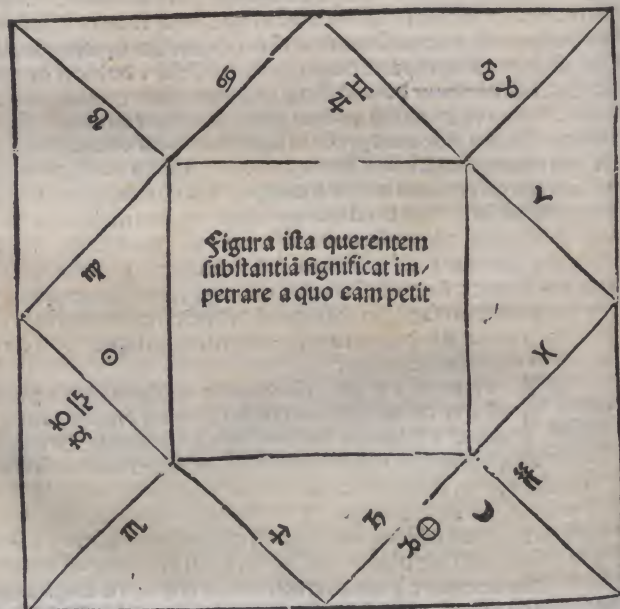 Figura iſta querentem
ſubſtantiã ſignificat im⸗
petrare a quo eam petit